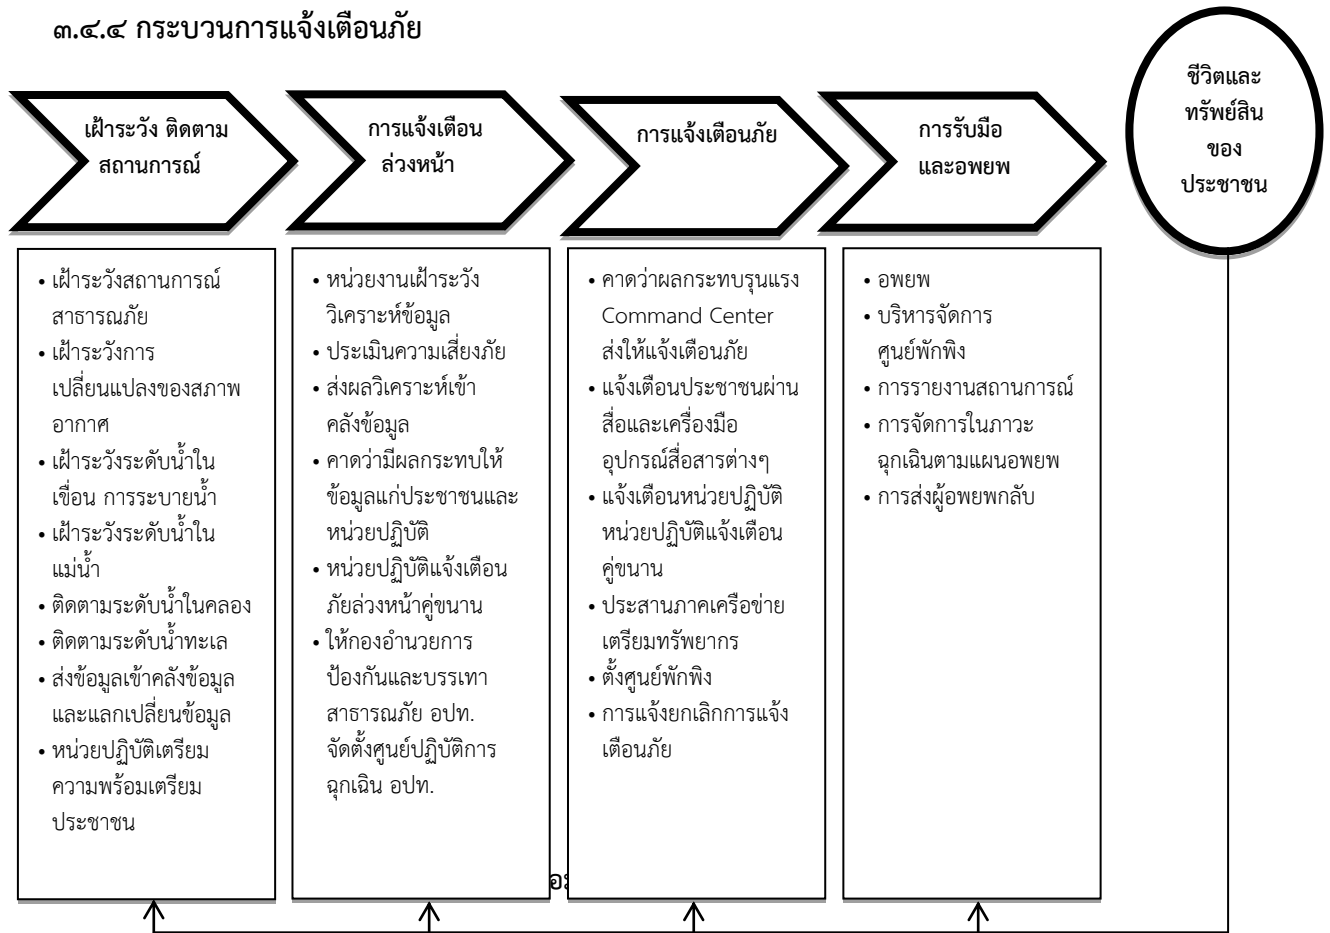 ๓.๔.๔ กระบวนการแจ้งเตือนภัย
เฝ้าระวัง ติดตาม
สถานการณ์
การแจ้งเตือน
ล่วงหน้า
การแจ้งเตือนภัย
การรับมือ
และอพยพ
ชีวิตและ
ทรัพย์สิน
ของ
ประชาชน
• เฝ้าระวังสถานการณ์
สาธารณภัย
• เฝ้าระวังการ
เปลี่ยนแปลงของสภาพ
อากาศ
• เฝ้าระวังระดับน้ำใน
เขื่อน การระบายน้ำ
• เฝ้าระวังระดับน้ำใน
แม่น้ำ
• ติดตามระดับน้ำในคลอง
• ติดตามระดับน้ำทะเล
• ส่งข้อมูลเข้าคลังข้อมูล
และแลกเปลี่ยนข้อมูล
• หน่วยปฏิบัติเตรียม
ความพร้อมเตรียม
ประชาชน
• หน่วยงานเฝ้าระวัง
วิเคราะห์ข้อมูล
• ประเมินความเสี่ยงภัย
• ส่งผลวิเคราะห์เข้า
คลังข้อมูล
• คาดว่ามีผลกระทบให้
ข้อมูลแก่ประชาชนและ
หน่วยปฏิบัติ
• หน่วยปฏิบัติแจ้งเตือน
ภัยล่วงหน้าคู่ขนาน
• ให้กองอำนวยการ
ป้องกันและบรรเทา
สาธารณภัย อปท.
จัดตั้งศูนย์ปฏิบัติการ
ฉุกเฉิน อปท.
• คาดว่าผลกระทบรุนแรง
Command Center
ส่งให้แจ้งเตือนภัย
• แจ้งเตือนประชาชนผ่าน
สื่อและเครื่องมือ
อุปกรณ์สื่อสารต่างๆ
• แจ้งเตือนหน่วยปฏิบัติ
หน่วยปฏิบัติแจ้งเตือน
คู่ขนาน
• ประสานภาคเครือข่าย
เตรียมทรัพยากร
• ตั้งศูนย์พักพิง
• การแจ้งยกเลิกการแจ้ง
เตือนภัย
• อพยพ
• บริหารจัดการ
ศูนย์พักพิง
• การรายงานสถานการณ์
• การจัดการในภาวะ
ฉุกเฉินตามแผนอพยพ
• การส่งผู้อพยพกลับ